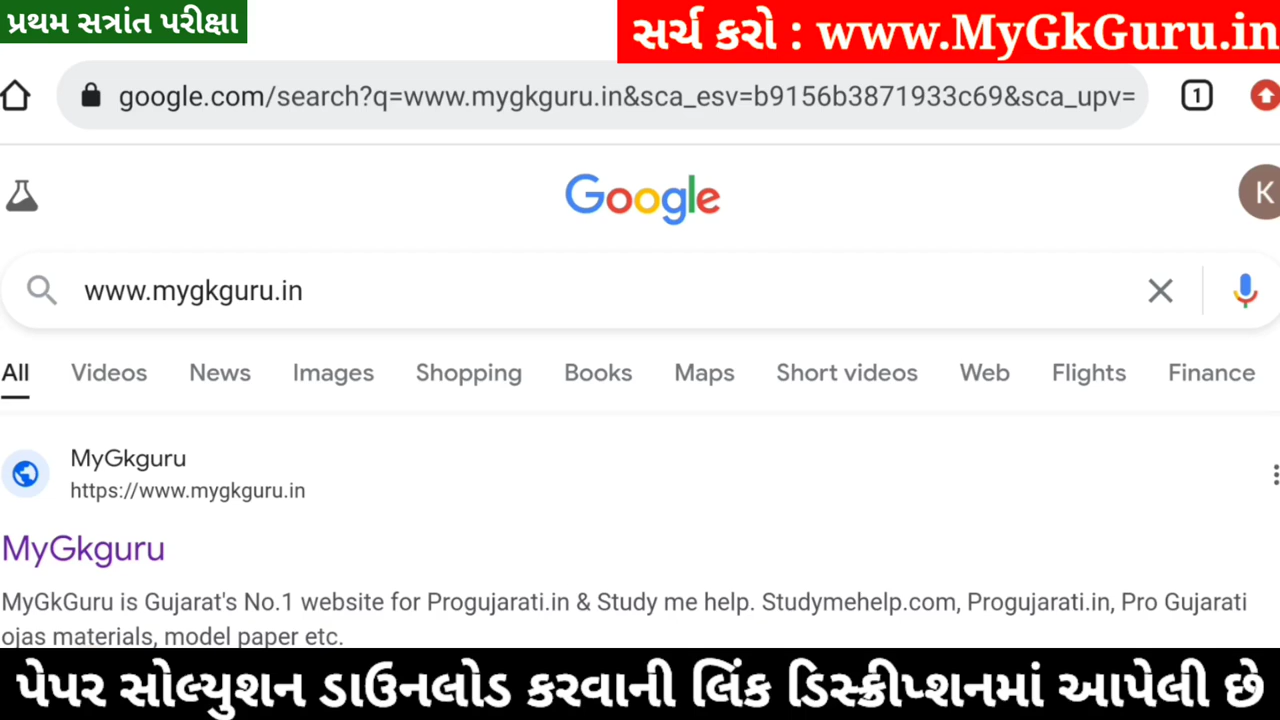 પ્રથમ સત્રાંત પરીક્ષા
સર્ચ કરો : www.MyGkGuru.in
google.com/search?q=www.mygkguru.in&sca_esv=b9156b3871933c69&sca_upv=
1
Google
K
www.mygkguru.in
All Videos News Images Shopping Books Maps Short videos Web Flights Finance
MyGkguru
https://www.mygkguru.in
MyGkguru
MyGkGuru is Gujarat's No.1 website for Progujarati.in & Study me help. Studymehelp.com, Progujarati.in, Pro Gujarati
ojas materials, model paper etc.
પેપર સોલ્યુશન ડાઉનલોડ કરવાની લિંક ડિસ્ક્રીપ્શનમાં આપેલી છે